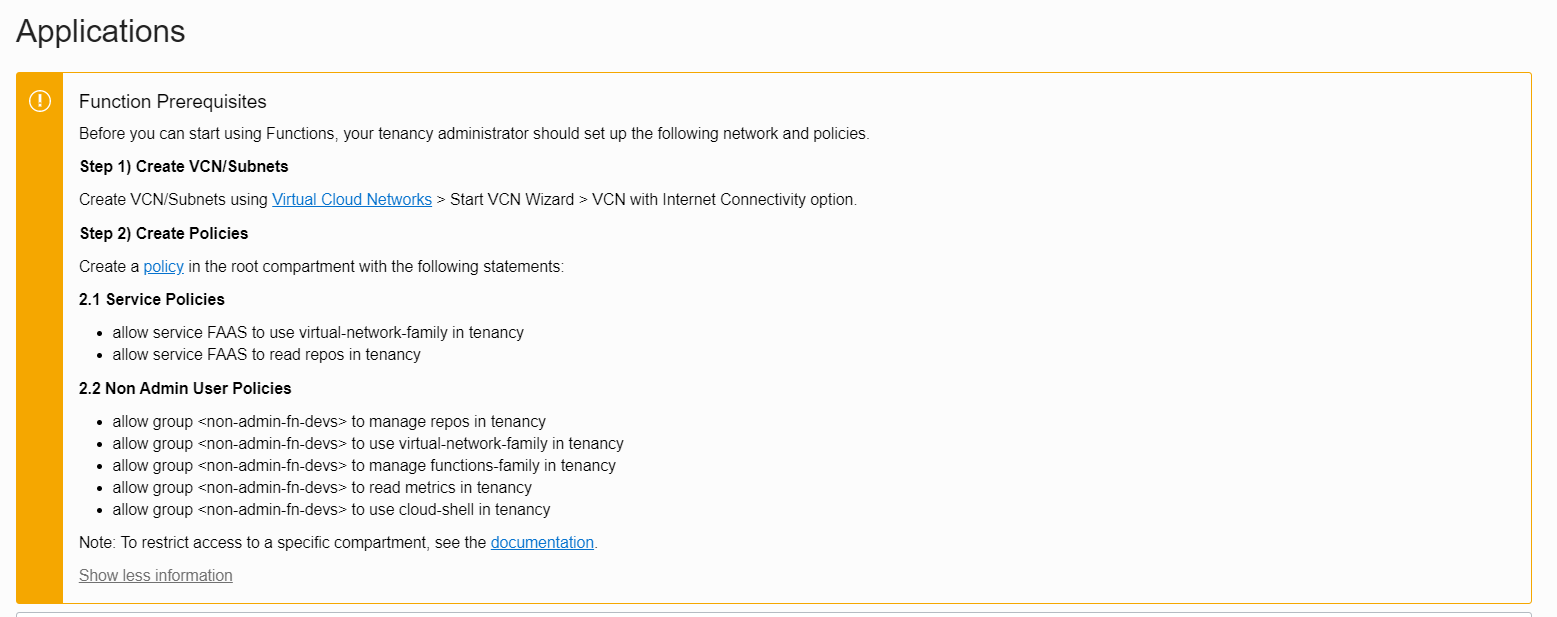 Applications
Function Prerequisites
Before you can start using Functions, your tenancy administrator should set up the following network and policies.
Step 1) Create VCN/Subnets
Create VCN/Subnets using Virtual Cloud Networks > Start VCN Wizard > VCN with Internet Connectivity option.
Step 2) Create Policies
Create a policy in the root compartment with the following statements:
2.1 Service Policies
• allow service FAAS to use virtual-network-family in tenancy
• allow service FAAS to read repos in tenancy
2.2 Non Admin User Policies
• allow group <non-admin-fn-devs> to manage repos in tenancy
• allow group <non-admin-fn-devs> to use virtual-network-family in tenancy
• allow group <non-admin-fn-devs> to manage functions-family in tenancy
• allow group <non-admin-fn-devs> to read metrics in tenancy
• allow group <non-admin-fn-devs> to use cloud-shell in tenancy
Note: To restrict access to a specific compartment, see the documentation.
Show less information